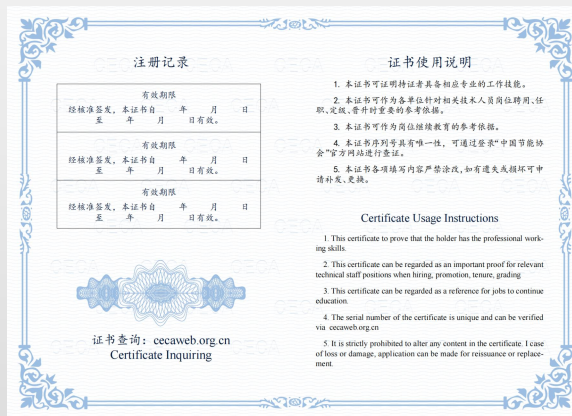 注册记录
有效期限
经核准签发，本证书自 年 月 日
至 年 月 日有效。
有效期限
经核准签发，本证书自 年 月 日
至 年 月 日有效。
有效期限
经核准签发，本证书自 年 月 日
至 年 月 日有效。
证书查询：cecaweb.org.cn
Certificate Inquiring
证书使用说明
1. 本证书可证明持证者具备相应专业的工作技能。
2. 本证书可作为各单位针对相关技术人员岗位聘用、任
职、定级、晋升时重要的参考依据。
3. 本证书可作为岗位继续教育的参考依据。
4. 本证书序列号具有唯一性，可通过登录“中国节能协
会”官方网站进行查证。
5. 本证书各项填写内容严禁涂改，如有遗失或损坏可申
请补发、更换。
Certificate Usage Instructions
1. This certificate to prove that the holder has the professional work-
ing skills.
2. This certificate can be regarded as an important proof for relevant
technical staff positions when hiring, promotion, tenure, grading
3. This certificate can be regarded as a reference for jobs to continue
education.
4. The serial number of the certificate is unique and can be verified
via cecaweb.org.cn
5. It is strictly prohibited to alter any content in the certificate. I case
of loss or damage, application can be made for reissuance or replace-
ment.